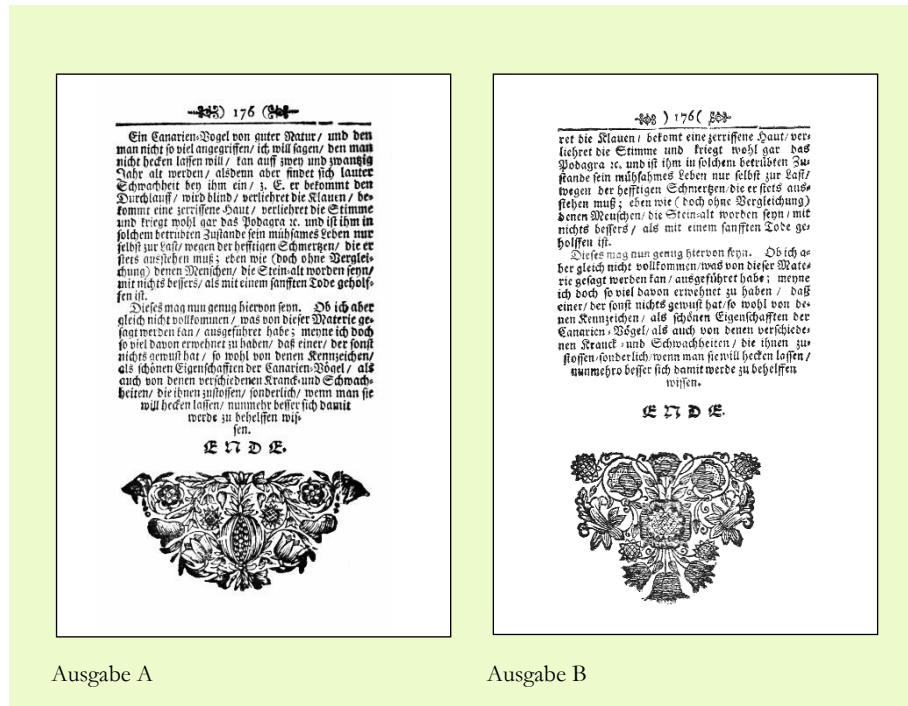 ) 176 (
Ein Canarien-Vogel von guter Natur / und den
man nicht so viel angegriffen / ich will sagen / den man
nicht hecken lassen will / kan auff zwey und zwantzig
Jahr alt werden / alsdenn aber findet sich lauter
Schwachheit bey ihm ein / z. E. er bekommt den
Durchlauff / wird blind / verliehret die Klauen / be-
kommt eine zerrissene Haut / verliehret die Stimme
und kriegt wohl gar das Podagra ꝛc. und ist ihm in
solchem betrübten Zustande sein mühsames Leben nur
selbst zur Last / wegen der hefftigen Schmertzen / die er
stets ausstehen muß ; eben wie (doch ohne Verglei-
chung) denen Menschen / die Stein-alt worden seyn /
mit nichts bessers / als mit einem sanfften Tode geholf-
fen ist.
Dieses mag nun genug hiervon seyn. Ob ich aber
gleich nicht vollkommen / was von dieser Materie ge-
sagt werden kan / ausgeführet habe ; meyne ich doch
so viel davon erwehnet zu haben / daß einer / der sonst
nichts gewust hat / so wohl von denen Kennzeichen /
als schönen Eigenschafften der Canarien-Vögel / als
auch von denen verschiedenen Kranck-und Schwach-
heiten / die ihnen zustossen / sonderlich / wenn man sie
will hecken lassen / nunmehr besser sich damit
werde zu behelffen wis-
sen.
E N D E.
Ausgabe A
) 176 (
ret die Klauen / bekomt eine zerrissene Haut / ver-
liehret die Stimme und kriegt wohl gar das
Podagra ꝛc. und ist ihm in solchen betrübten Zu-
stande sein mühsahmes Leben nur selbst zur Last /
wegen der hefftigen Schmertzen / die er stets aus-
stehen muß ; eben wie ( doch ohne Vergleichung)
denen Menschen / die Stein-alt worden seyn / mit
nichts bessers / als mit einem sanfften Tode ge-
holffen ist.
Dieses mag nun genug hiervon seyn. Ob ich a-
ber gleich nicht vollkommen / was von dieser Mate-
rie gesagt werden kan / ausgeführet habe ; meyne
ich doch so viel davon erwehnet zu haben / daß
einer / der sonst nichts gewust hat / so wohl von de-
nen Kennzeichen / als schönen Eigenschafften der
Canarien-Vögel / als auch von denen verschiede-
nen Kranck-und Schwachheiten / die ihnen zu-
stossen / sonderlich / wenn man sie will hecken lassen /
nunmehro besser sich damit werde zu behelffen
wissen.
E N D E.
Ausgabe B